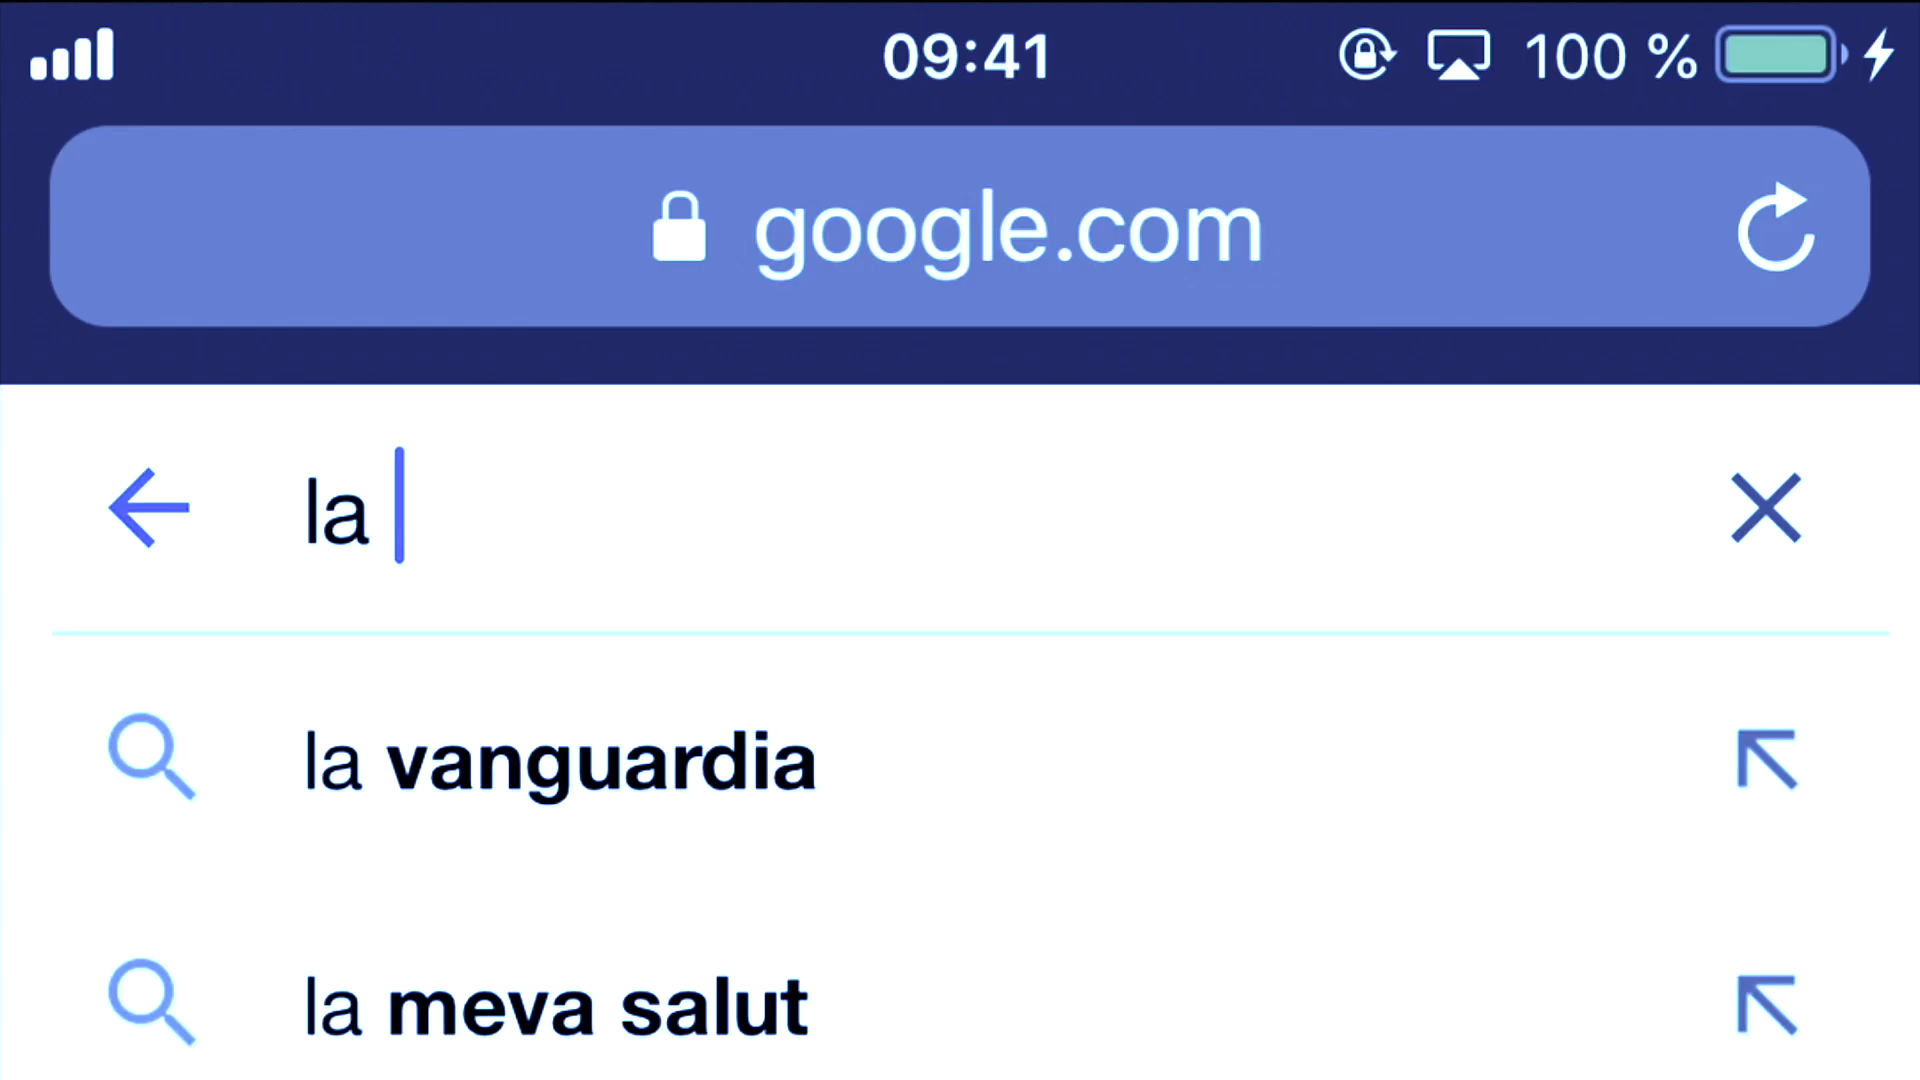 09:41 100 %
google.com
la
la vanguardia
la meva salut